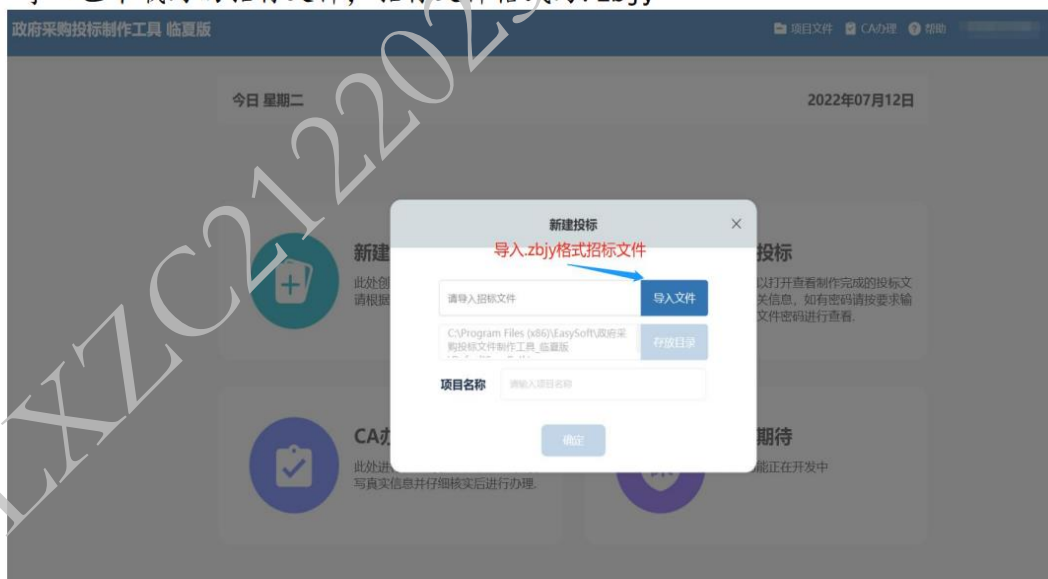 政府采购投标制作工具 临夏版
项目文件 CA办理 帮助
今日 星期二
2022年07月12日
新建投标
导入.zbjy格式招标文件
请导入招标文件
导入文件
C:\Program Files (x86)\EasySoft\政府采
购投标文件制作工具_临夏版
存放目录
项目名称
请输入项目名称
确定
新建
此处创
请根据
投标
以打开查看制作完成的投标文
关信息，如有密码请按要求输
文件密码进行查看.
CA办
此处进
写真实信息并仔细核实后进行办理.
期待
能正在开发中
LXZC212202